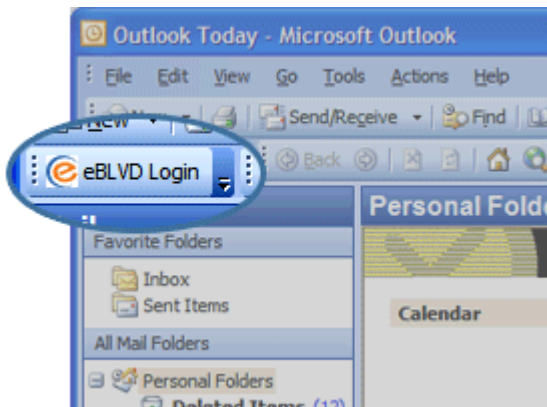 Outlook Today - Microsoft Outlook
File Edit View Go Tools Actions Help
New Send/Receive Find
eBLVD Login Back
Personal Folde
Favorite Folders
Inbox
Sent Items
Calendar
All Mail Folders
Personal Folders
Deleted Items (12)